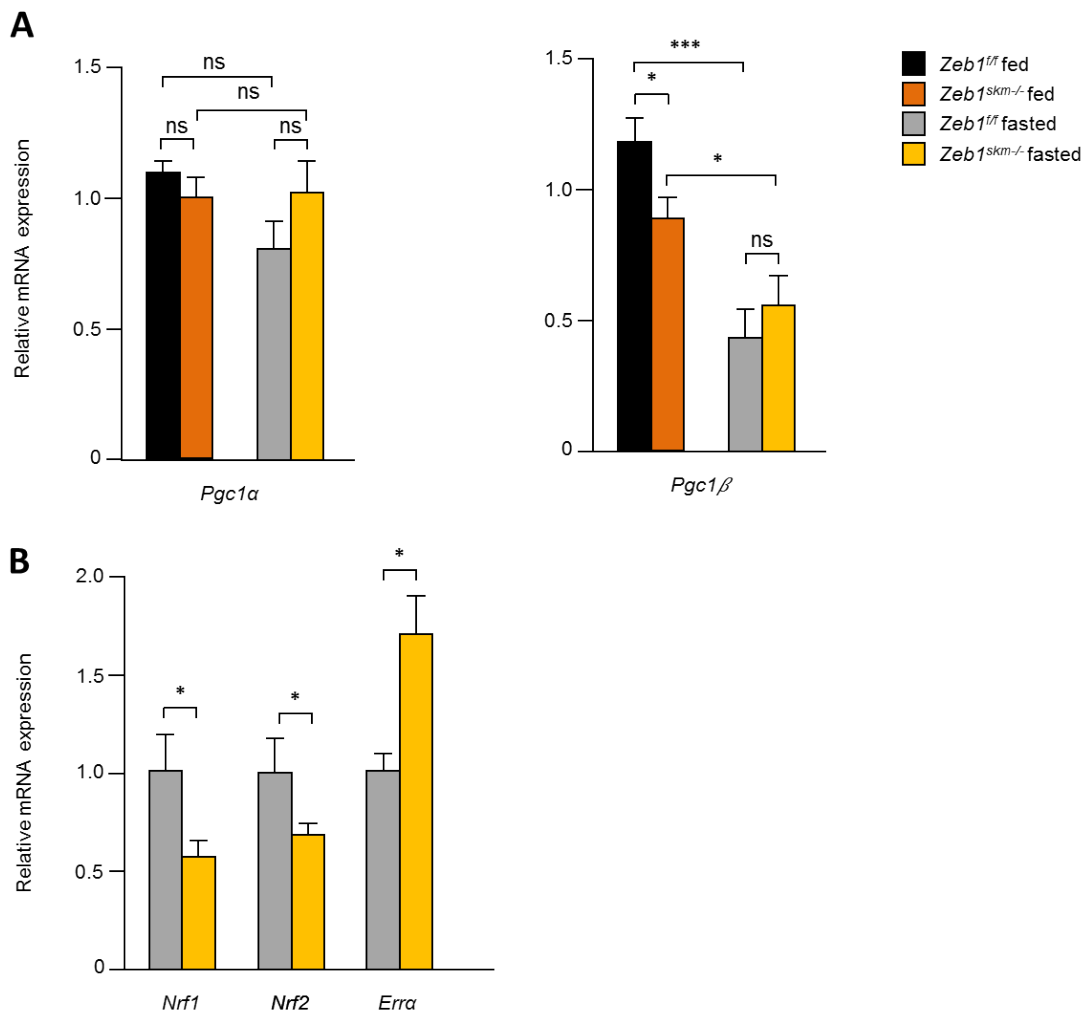 A
Relative mRNA expression
1.5
1.0
0.5
0
ns
ns
ns
ns
Pgc1α
1.5
1.0
0.5
0
***
*
*
ns
Pgc1β
Zeb1f/f fed
Zeb1skm-/- fed
Zeb1f/f fasted
Zeb1skm-/- fasted
B
Relative mRNA expression
2.0
1.5
1.0
0.5
0
*
*
*
Nrf1
Nrf2
Errα